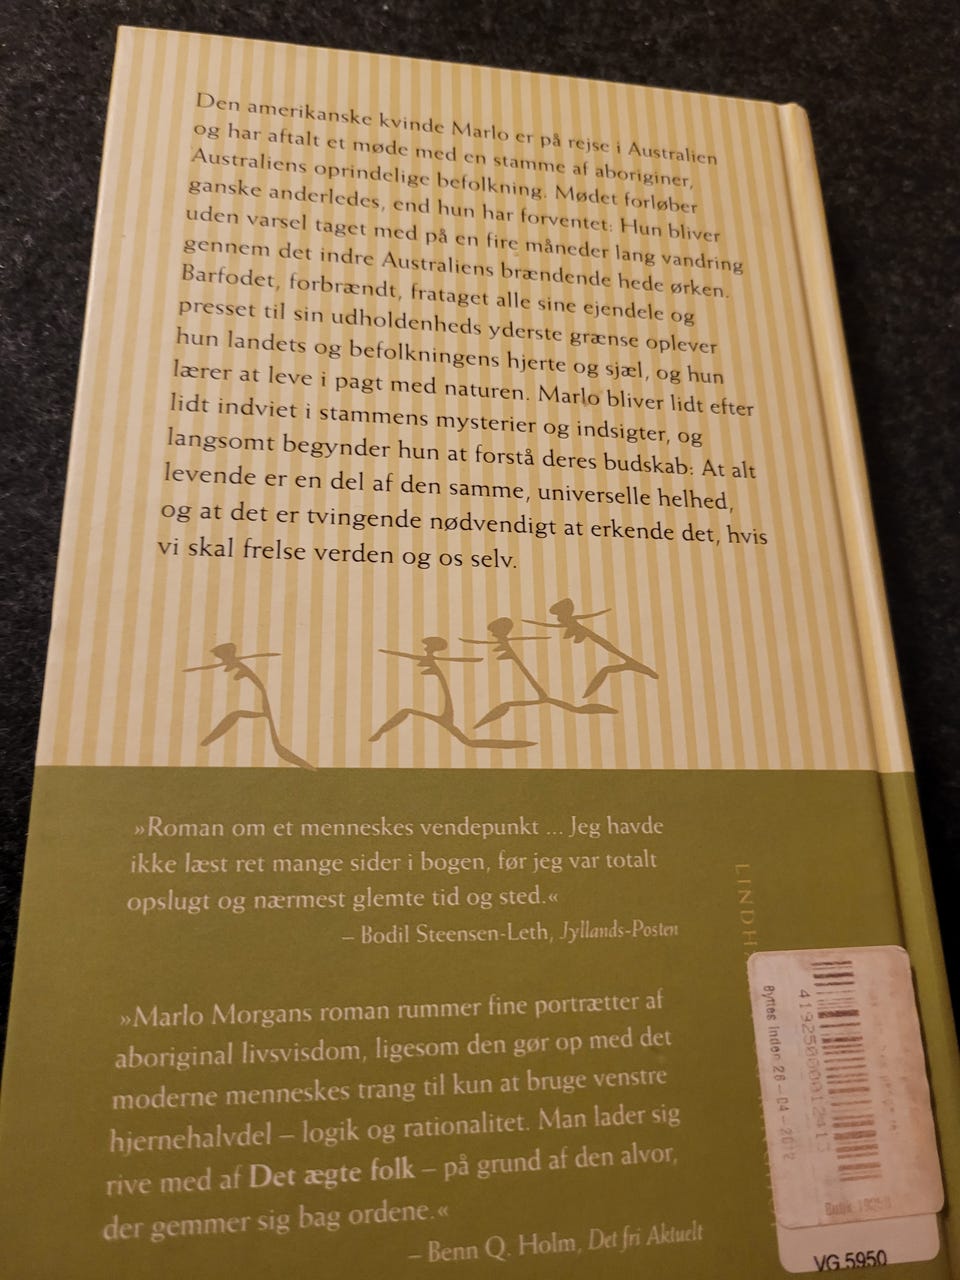 Den amerikanske kvinde Marlo er på rejse i Australien
og har aftalt et møde med en stamme af aboriginer,
Australiens oprindelige befolkning. Mødet forløber
ganske anderledes, end hun har forventet: Hun bliver
uden varsel taget med på en fire måneder lang vandring
gennem det indre Australiens brændende hede ørken.
Barfodet, forbrændt, frataget alle sine ejendele og
presset til sin udholdenheds yderste grænse oplever
hun landets og befolkningens hjerte og sjæl, og hun
lærer at leve i pagt med naturen. Marlo bliver lidt efter
lidt indviet i stammens mysterier og indsigter, og
langsomt begynder hun at forstå deres budskab: At alt
levende er en del af den samme, universelle helhed,
og at det er tvingende nødvendigt at erkende det, hvis
vi skal frelse verden og os selv.
»Roman om et menneskes vendepunkt ... Jeg havde
ikke læst ret mange sider i bogen, før jeg var totalt
opslugt og nærmest glemte tid og sted.«
– Bodil Steensen-Leth, Jyllands-Posten
»Marlo Morgans roman rummer fine portrætter af
aboriginal livsvisdom, ligesom den gør op med det
moderne menneskes trang til kun at bruge venstre
hjernehalvdel – logik og rationalitet. Man lader sig
rive med af Det ægte folk – på grund af den alvor,
der gemmer sig bag ordene.«
– Benn Q. Holm, Det fri Aktuelt
LINDH
Byttes inden 26-04-2012
VG 5950